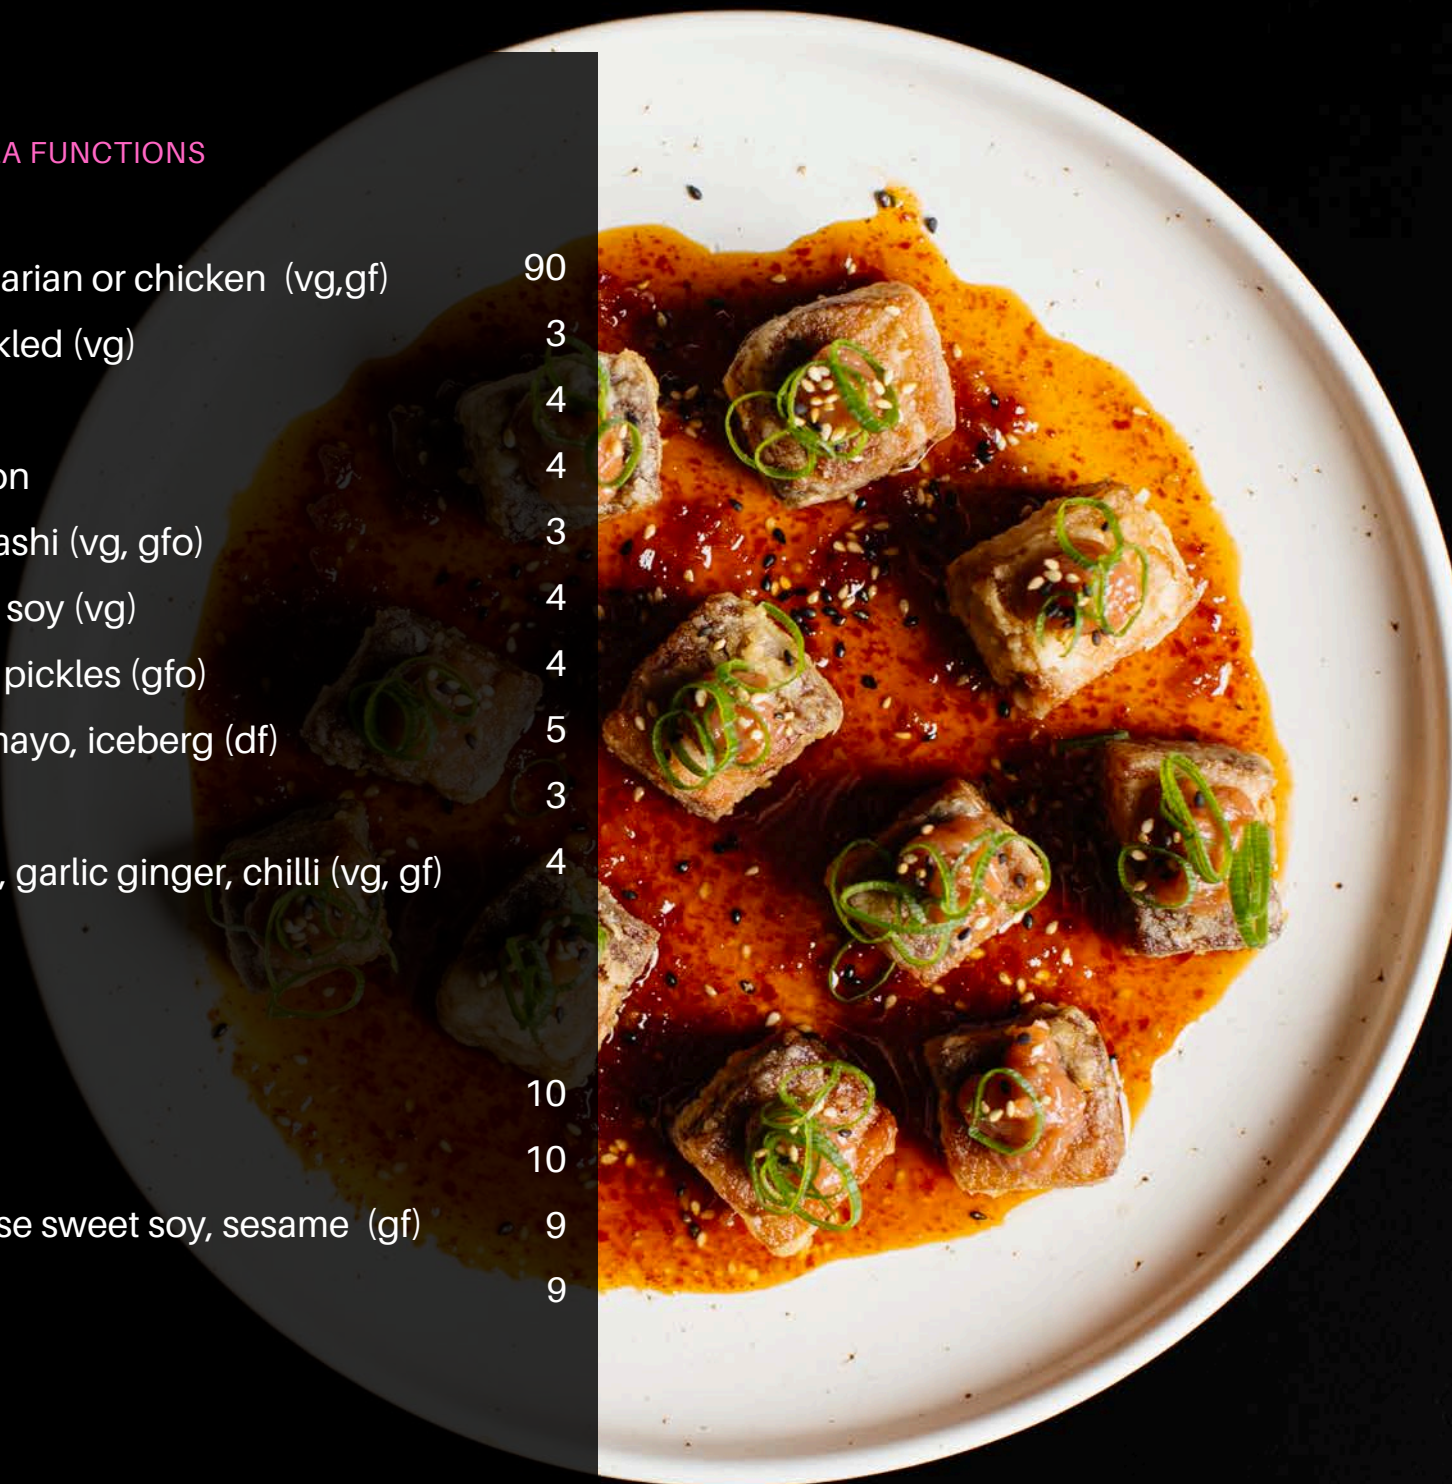 A FUNCTIONS
arian or chicken (vg,gf) 90
kled (vg) 3
4
on 4
ashi (vg, gfo) 3
soy (vg) 4
pickles (gfo) 4
nayo, iceberg (df) 5
3
, garlic ginger, chilli (vg, gf) 4
10
10
se sweet soy, sesame (gf) 9
9